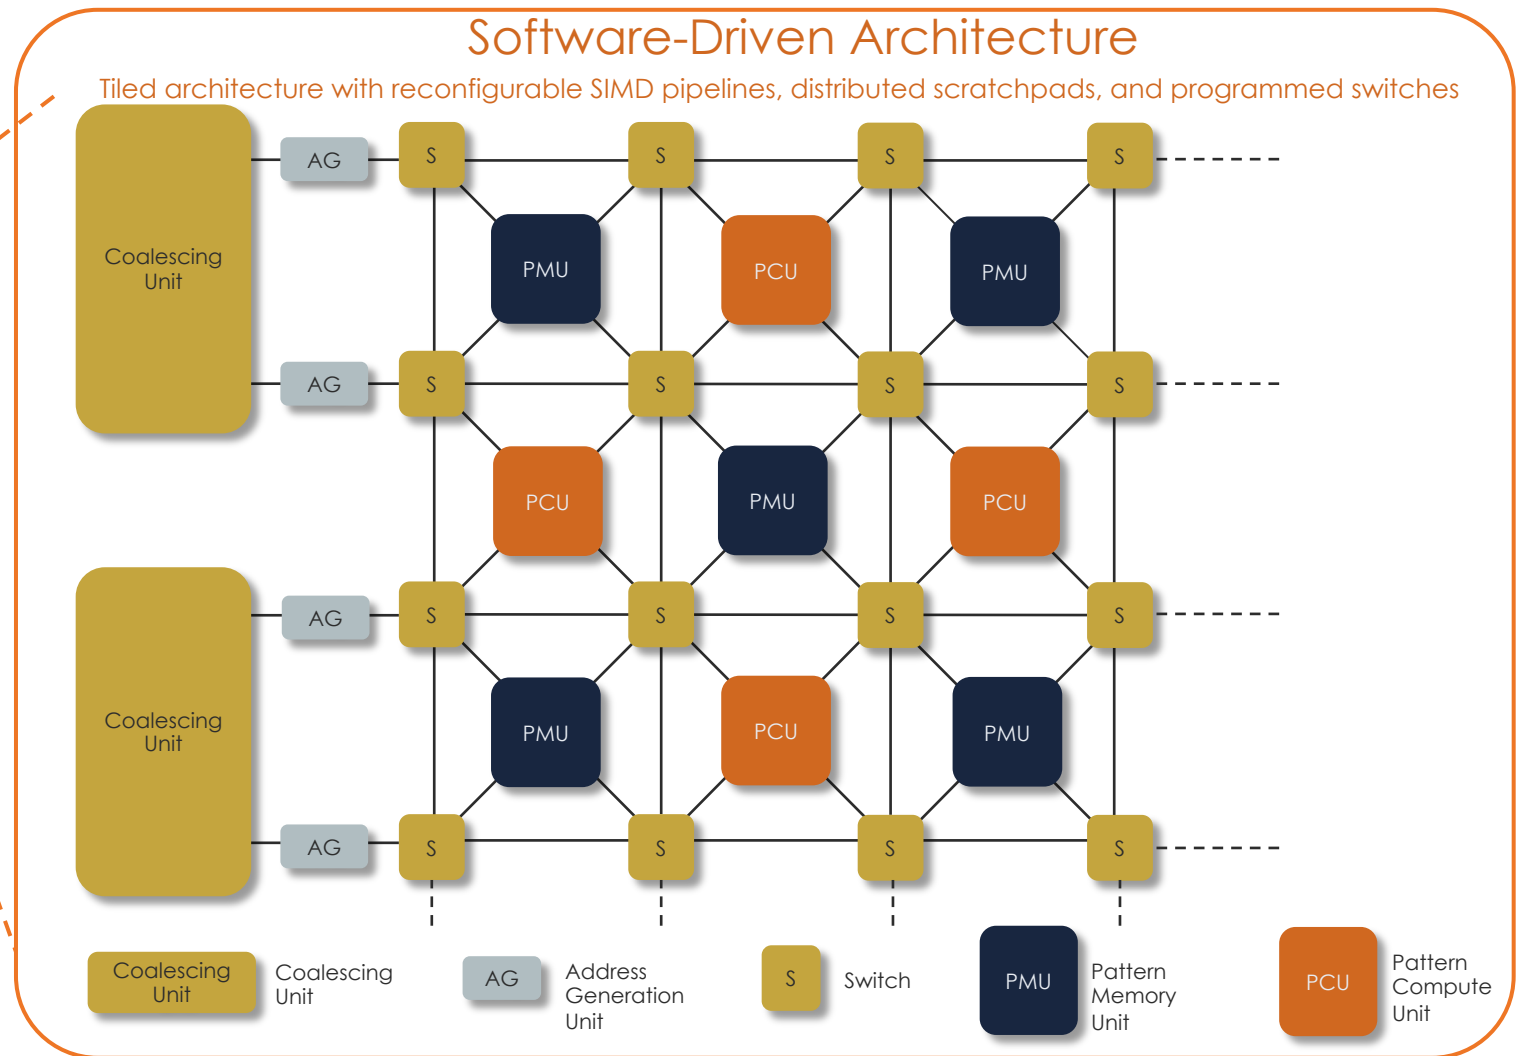 Software-Driven Architecture
Tiled architecture with reconfigurable SIMD pipelines, distributed scratchpads, and programmed switches
AG
S
S
S
S
Coalescing
Unit
PMU
PCU
PMU
AG
S
S
S
S
PCU
PMU
PCU
AG
S
S
S
S
Coalescing
Unit
PMU
PCU
PMU
AG
S
S
S
S
Coalescing
Unit
Coalescing
Unit
AG
Address
Generation
Unit
S
Switch
PMU
Pattern
Memory
Unit
PCU
Pattern
Compute
Unit